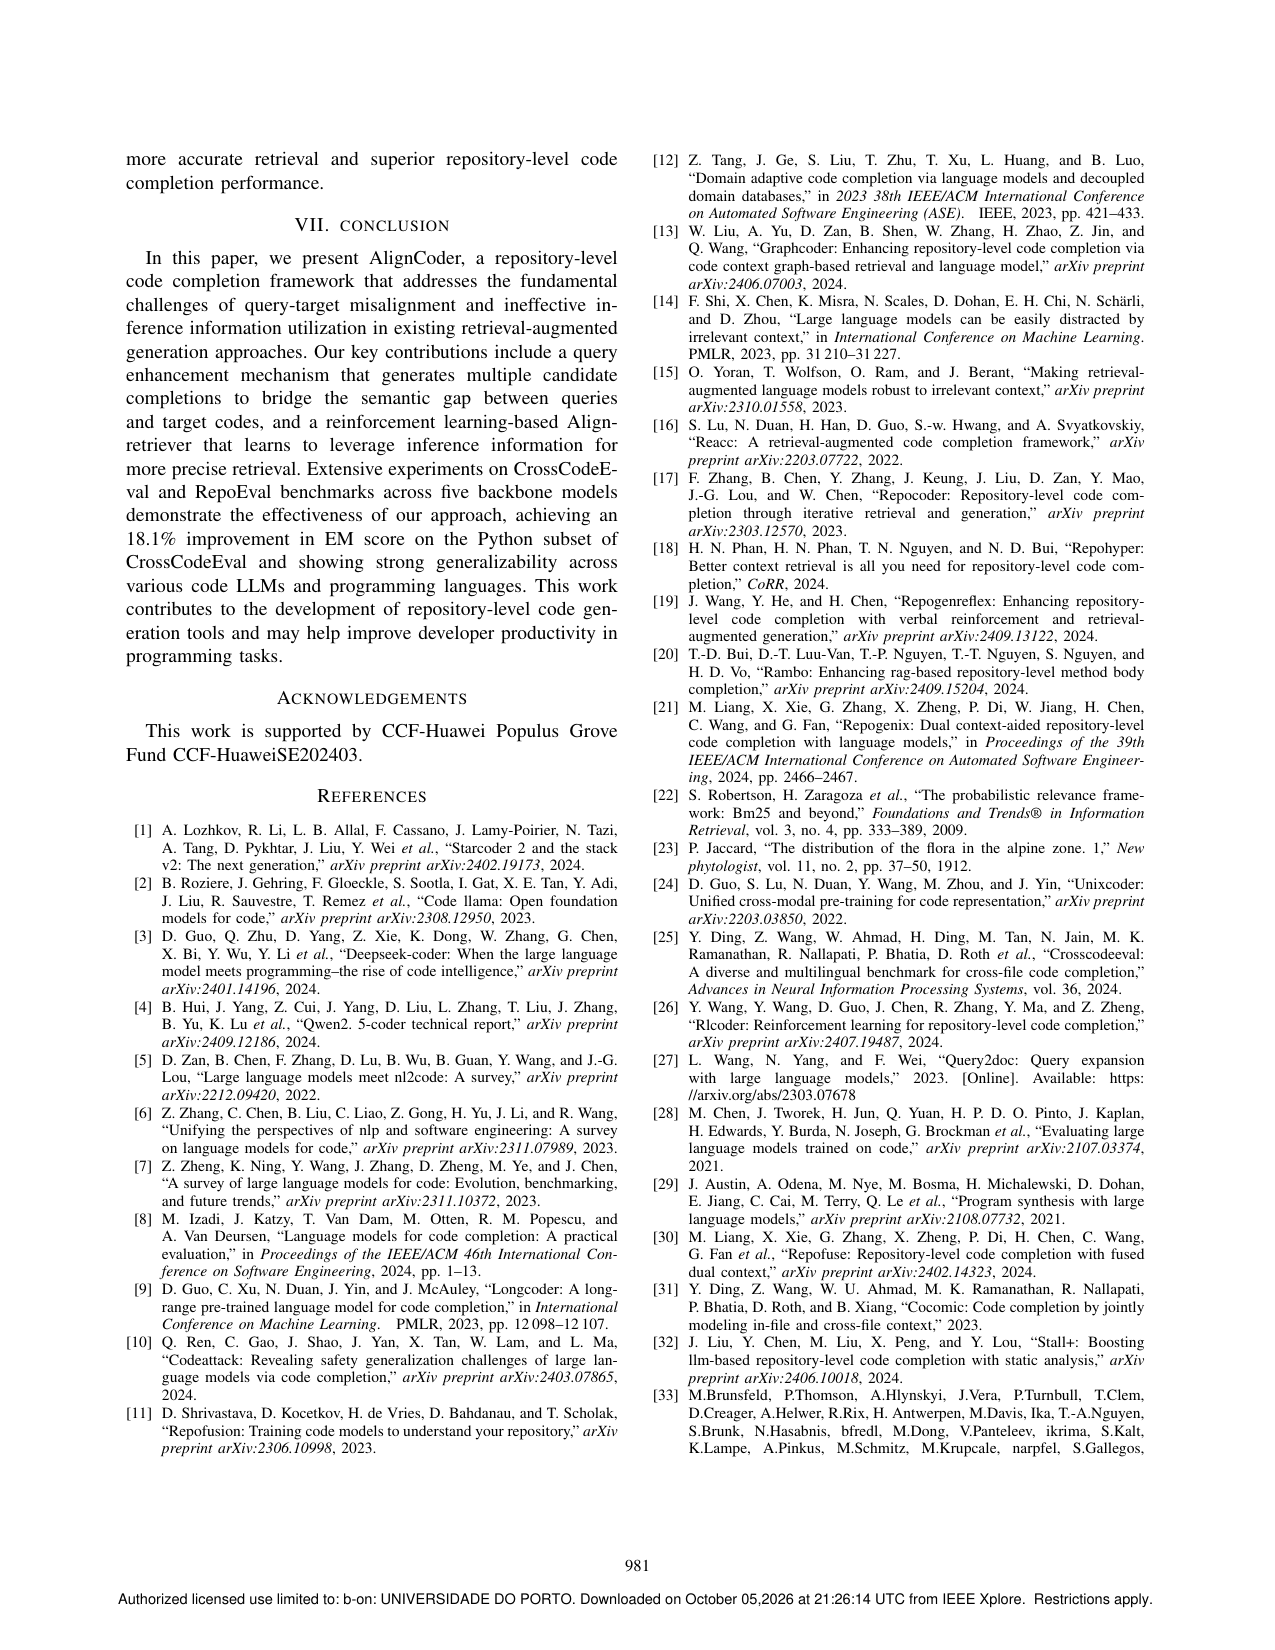 more accurate retrieval and superior repository-level code
completion performance.
VII. CONCLUSION
In this paper, we present AlignCoder, a repository-level
code completion framework that addresses the fundamental
challenges of query-target misalignment and ineffective in-
ference information utilization in existing retrieval-augmented
generation approaches. Our key contributions include a query
enhancement mechanism that generates multiple candidate
completions to bridge the semantic gap between queries
and target codes, and a reinforcement learning-based Align-
retriever that learns to leverage inference information for
more precise retrieval. Extensive experiments on CrossCodeE-
val and RepoEval benchmarks across five backbone models
demonstrate the effectiveness of our approach, achieving an
18.1% improvement in EM score on the Python subset of
CrossCodeEval and showing strong generalizability across
various code LLMs and programming languages. This work
contributes to the development of repository-level code gen-
eration tools and may help improve developer productivity in
programming tasks.
ACKNOWLEDGEMENTS
This work is supported by CCF-Huawei Populus Grove
Fund CCF-HuaweiSE202403.
REFERENCES
[1] A. Lozhkov, R. Li, L. B. Allal, F. Cassano, J. Lamy-Poirier, N. Tazi,
A. Tang, D. Pykhtar, J. Liu, Y. Wei et al., “Starcoder 2 and the stack
v2: The next generation,” arXiv preprint arXiv:2402.19173, 2024.
[2] B. Roziere, J. Gehring, F. Gloeckle, S. Sootla, I. Gat, X. E. Tan, Y. Adi,
J. Liu, R. Sauvestre, T. Remez et al., “Code llama: Open foundation
models for code,” arXiv preprint arXiv:2308.12950, 2023.
[3] D. Guo, Q. Zhu, D. Yang, Z. Xie, K. Dong, W. Zhang, G. Chen,
X. Bi, Y. Wu, Y. Li et al., “Deepseek-coder: When the large language
model meets programming–the rise of code intelligence,” arXiv preprint
arXiv:2401.14196, 2024.
[4] B. Hui, J. Yang, Z. Cui, J. Yang, D. Liu, L. Zhang, T. Liu, J. Zhang,
B. Yu, K. Lu et al., “Qwen2. 5-coder technical report,” arXiv preprint
arXiv:2409.12186, 2024.
[5] D. Zan, B. Chen, F. Zhang, D. Lu, B. Wu, B. Guan, Y. Wang, and J.-G.
Lou, “Large language models meet nl2code: A survey,” arXiv preprint
arXiv:2212.09420, 2022.
[6] Z. Zhang, C. Chen, B. Liu, C. Liao, Z. Gong, H. Yu, J. Li, and R. Wang,
“Unifying the perspectives of nlp and software engineering: A survey
on language models for code,” arXiv preprint arXiv:2311.07989, 2023.
[7] Z. Zheng, K. Ning, Y. Wang, J. Zhang, D. Zheng, M. Ye, and J. Chen,
“A survey of large language models for code: Evolution, benchmarking,
and future trends,” arXiv preprint arXiv:2311.10372, 2023.
[8] M. Izadi, J. Katzy, T. Van Dam, M. Otten, R. M. Popescu, and
A. Van Deursen, “Language models for code completion: A practical
evaluation,” in Proceedings of the IEEE/ACM 46th International Con-
ference on Software Engineering, 2024, pp. 1–13.
[9] D. Guo, C. Xu, N. Duan, J. Yin, and J. McAuley, “Longcoder: A long-
range pre-trained language model for code completion,” in International
Conference on Machine Learning. PMLR, 2023, pp. 12 098–12 107.
[10] Q. Ren, C. Gao, J. Shao, J. Yan, X. Tan, W. Lam, and L. Ma,
“Codeattack: Revealing safety generalization challenges of large lan-
guage models via code completion,” arXiv preprint arXiv:2403.07865,
2024.
[11] D. Shrivastava, D. Kocetkov, H. de Vries, D. Bahdanau, and T. Scholak,
“Repofusion: Training code models to understand your repository,” arXiv
preprint arXiv:2306.10998, 2023.
[12] Z. Tang, J. Ge, S. Liu, T. Zhu, T. Xu, L. Huang, and B. Luo,
“Domain adaptive code completion via language models and decoupled
domain databases,” in 2023 38th IEEE/ACM International Conference
on Automated Software Engineering (ASE). IEEE, 2023, pp. 421–433.
[13] W. Liu, A. Yu, D. Zan, B. Shen, W. Zhang, H. Zhao, Z. Jin, and
Q. Wang, “Graphcoder: Enhancing repository-level code completion via
code context graph-based retrieval and language model,” arXiv preprint
arXiv:2406.07003, 2024.
[14] F. Shi, X. Chen, K. Misra, N. Scales, D. Dohan, E. H. Chi, N. Schärli,
and D. Zhou, “Large language models can be easily distracted by
irrelevant context,” in International Conference on Machine Learning.
PMLR, 2023, pp. 31 210–31 227.
[15] O. Yoran, T. Wolfson, O. Ram, and J. Berant, “Making retrieval-
augmented language models robust to irrelevant context,” arXiv preprint
arXiv:2310.01558, 2023.
[16] S. Lu, N. Duan, H. Han, D. Guo, S.-w. Hwang, and A. Svyatkovskiy,
“Reacc: A retrieval-augmented code completion framework,” arXiv
preprint arXiv:2203.07722, 2022.
[17] F. Zhang, B. Chen, Y. Zhang, J. Keung, J. Liu, D. Zan, Y. Mao,
J.-G. Lou, and W. Chen, “Repocoder: Repository-level code com-
pletion through iterative retrieval and generation,” arXiv preprint
arXiv:2303.12570, 2023.
[18] H. N. Phan, H. N. Phan, T. N. Nguyen, and N. D. Bui, “Repohyper:
Better context retrieval is all you need for repository-level code com-
pletion,” CoRR, 2024.
[19] J. Wang, Y. He, and H. Chen, “Repogenreflex: Enhancing repository-
level code completion with verbal reinforcement and retrieval-
augmented generation,” arXiv preprint arXiv:2409.13122, 2024.
[20] T.-D. Bui, D.-T. Luu-Van, T.-P. Nguyen, T.-T. Nguyen, S. Nguyen, and
H. D. Vo, “Rambo: Enhancing rag-based repository-level method body
completion,” arXiv preprint arXiv:2409.15204, 2024.
[21] M. Liang, X. Xie, G. Zhang, X. Zheng, P. Di, W. Jiang, H. Chen,
C. Wang, and G. Fan, “Repogenix: Dual context-aided repository-level
code completion with language models,” in Proceedings of the 39th
IEEE/ACM International Conference on Automated Software Engineer-
ing, 2024, pp. 2466–2467.
[22] S. Robertson, H. Zaragoza et al., “The probabilistic relevance frame-
work: Bm25 and beyond,” Foundations and Trends® in Information
Retrieval, vol. 3, no. 4, pp. 333–389, 2009.
[23] P. Jaccard, “The distribution of the flora in the alpine zone. 1,” New
phytologist, vol. 11, no. 2, pp. 37–50, 1912.
[24] D. Guo, S. Lu, N. Duan, Y. Wang, M. Zhou, and J. Yin, “Unixcoder:
Unified cross-modal pre-training for code representation,” arXiv preprint
arXiv:2203.03850, 2022.
[25] Y. Ding, Z. Wang, W. Ahmad, H. Ding, M. Tan, N. Jain, M. K.
Ramanathan, R. Nallapati, P. Bhatia, D. Roth et al., “Crosscodeeval:
A diverse and multilingual benchmark for cross-file code completion,”
Advances in Neural Information Processing Systems, vol. 36, 2024.
[26] Y. Wang, Y. Wang, D. Guo, J. Chen, R. Zhang, Y. Ma, and Z. Zheng,
“Rlcoder: Reinforcement learning for repository-level code completion,”
arXiv preprint arXiv:2407.19487, 2024.
[27] L. Wang, N. Yang, and F. Wei, “Query2doc: Query expansion
with large language models,” 2023. [Online]. Available: https:
//arxiv.org/abs/2303.07678
[28] M. Chen, J. Tworek, H. Jun, Q. Yuan, H. P. D. O. Pinto, J. Kaplan,
H. Edwards, Y. Burda, N. Joseph, G. Brockman et al., “Evaluating large
language models trained on code,” arXiv preprint arXiv:2107.03374,
2021.
[29] J. Austin, A. Odena, M. Nye, M. Bosma, H. Michalewski, D. Dohan,
E. Jiang, C. Cai, M. Terry, Q. Le et al., “Program synthesis with large
language models,” arXiv preprint arXiv:2108.07732, 2021.
[30] M. Liang, X. Xie, G. Zhang, X. Zheng, P. Di, H. Chen, C. Wang,
G. Fan et al., “Repofuse: Repository-level code completion with fused
dual context,” arXiv preprint arXiv:2402.14323, 2024.
[31] Y. Ding, Z. Wang, W. U. Ahmad, M. K. Ramanathan, R. Nallapati,
P. Bhatia, D. Roth, and B. Xiang, “Cocomic: Code completion by jointly
modeling in-file and cross-file context,” 2023.
[32] J. Liu, Y. Chen, M. Liu, X. Peng, and Y. Lou, “Stall+: Boosting
llm-based repository-level code completion with static analysis,” arXiv
preprint arXiv:2406.10018, 2024.
[33] M.Brunsfeld, P.Thomson, A.Hlynskyi, J.Vera, P.Turnbull, T.Clem,
D.Creager, A.Helwer, R.Rix, H. Antwerpen, M.Davis, Ika, T.-A.Nguyen,
S.Brunk, N.Hasabnis, bfredl, M.Dong, V.Panteleev, ikrima, S.Kalt,
K.Lampe, A.Pinkus, M.Schmitz, M.Krupcale, narpfel, S.Gallegos,
981
Authorized licensed use limited to: b-on: UNIVERSIDADE DO PORTO. Downloaded on October 05,2026 at 21:26:14 UTC from IEEE Xplore. Restrictions apply.